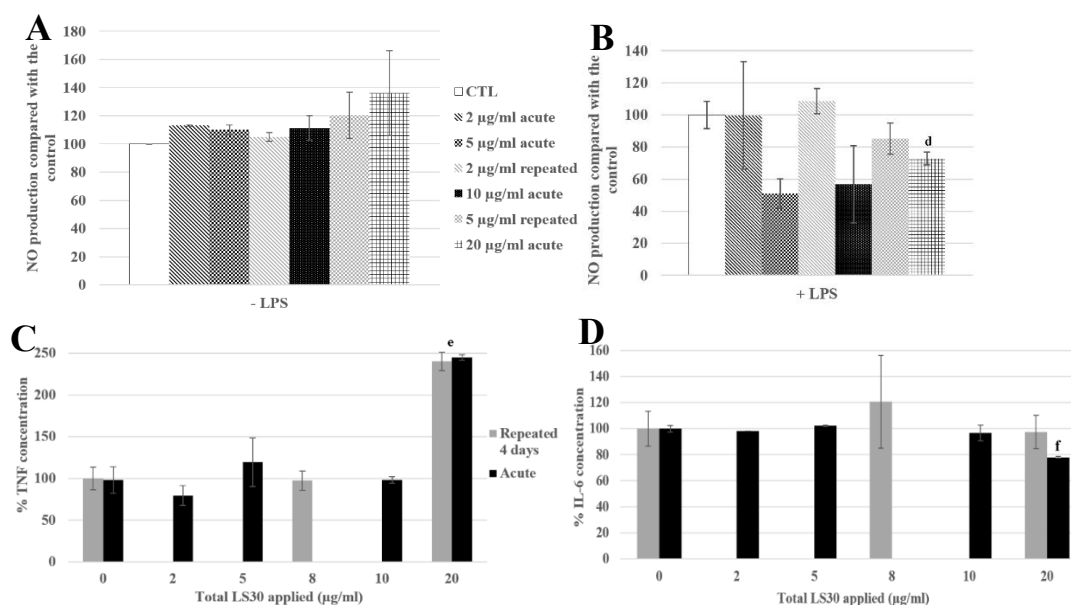 A
NO production compared with the
control
180
160
140
120
100
80
60
40
20
0
- LPS
CTL
2 µg/ml acute
5 µg/ml acute
2 µg/ml repeated
10 µg/ml acute
5 µg/ml repeated
20 µg/ml acute
B
NO production compared with the
control
140
120
100
80
60
40
20
0
d
+ LPS
C
% TNF concentration
250
200
150
100
50
0
e
0 2 5 8 10 20
Total LS30 applied (µg/ml)
Repeated
4 days
Acute
D
% IL-6 concentration
160
140
120
100
80
60
40
20
0
f
0 2 5 8 10 20
Total LS30 applied (µg/ml)